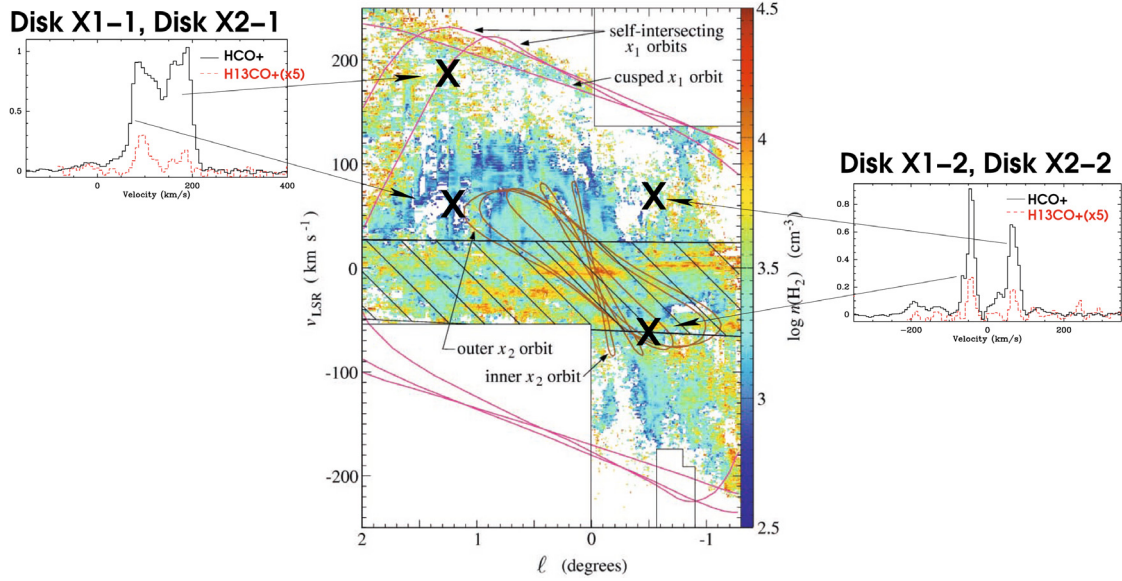 Disk X1-1, Disk X2-1
HCO+
H13CO+(x5)
1
0.5
0
0
200
400
Velocity (km/s)
self-intersecting
x1 orbits
cusped x1 orbit
X
X
X
X
outer x2 orbit
inner x2 orbit
200
100
0
-100
-200
vLSR (km s-1)
2
1
0
-1
ℓ (degrees)
4.5
4
3.5
3
2.5
log n(H2) (cm-3)
Disk X1-2, Disk X2-2
HCO+
H13CO+(x5)
0.8
0.6
0.4
0.2
0
-200
0
200
Velocity (km/s)